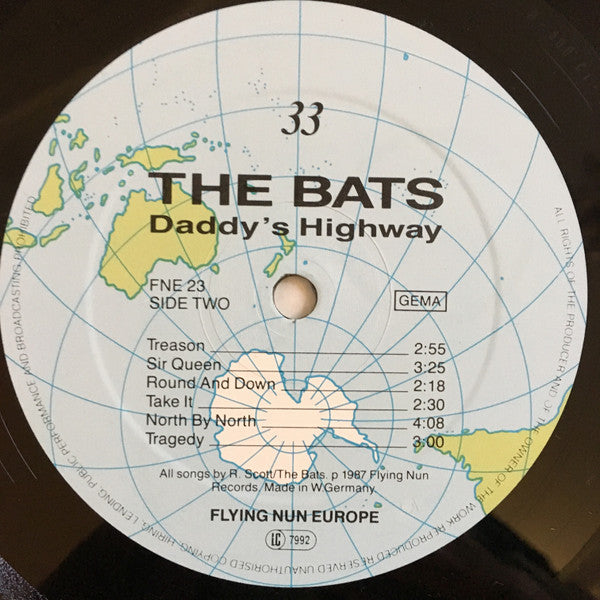 33
THE BATS
Daddy's Highway
FNE 23
SIDE TWO
GEMA
Treason 2:55
Sir Queen 3:25
Round And Down 2:18
Take It 2:30
North By North 4:08
Tragedy 3:00
All songs by R. Scott/The Bats. p 1987 Flying Nun
Records. Made in W.Germany.
FLYING NUN EUROPE
LC 7992
ALL RIGHTS OF THE PRODUCER AND OF THE OWNER OF THE WORK REPRODUCED RESERVED UNAUTHORISED COPYING, HIRING, LENDING, PUBLIC PERFORMANCE AND BROADCASTING PROHIBITED